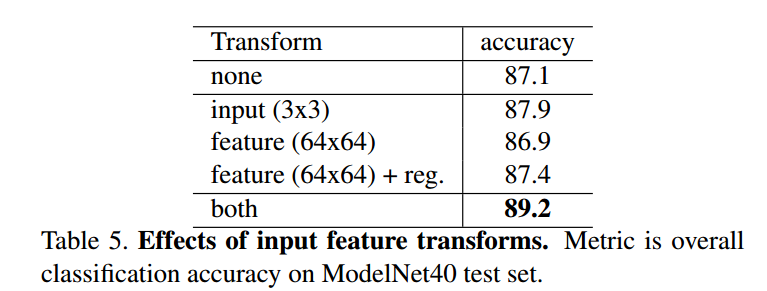 Transform accuracy
none 87.1
input (3x3) 87.9
feature (64x64) 86.9
feature (64x64) + reg. 87.4
both 89.2
Table 5. Effects of input feature transforms. Metric is overall
classification accuracy on ModelNet40 test set.